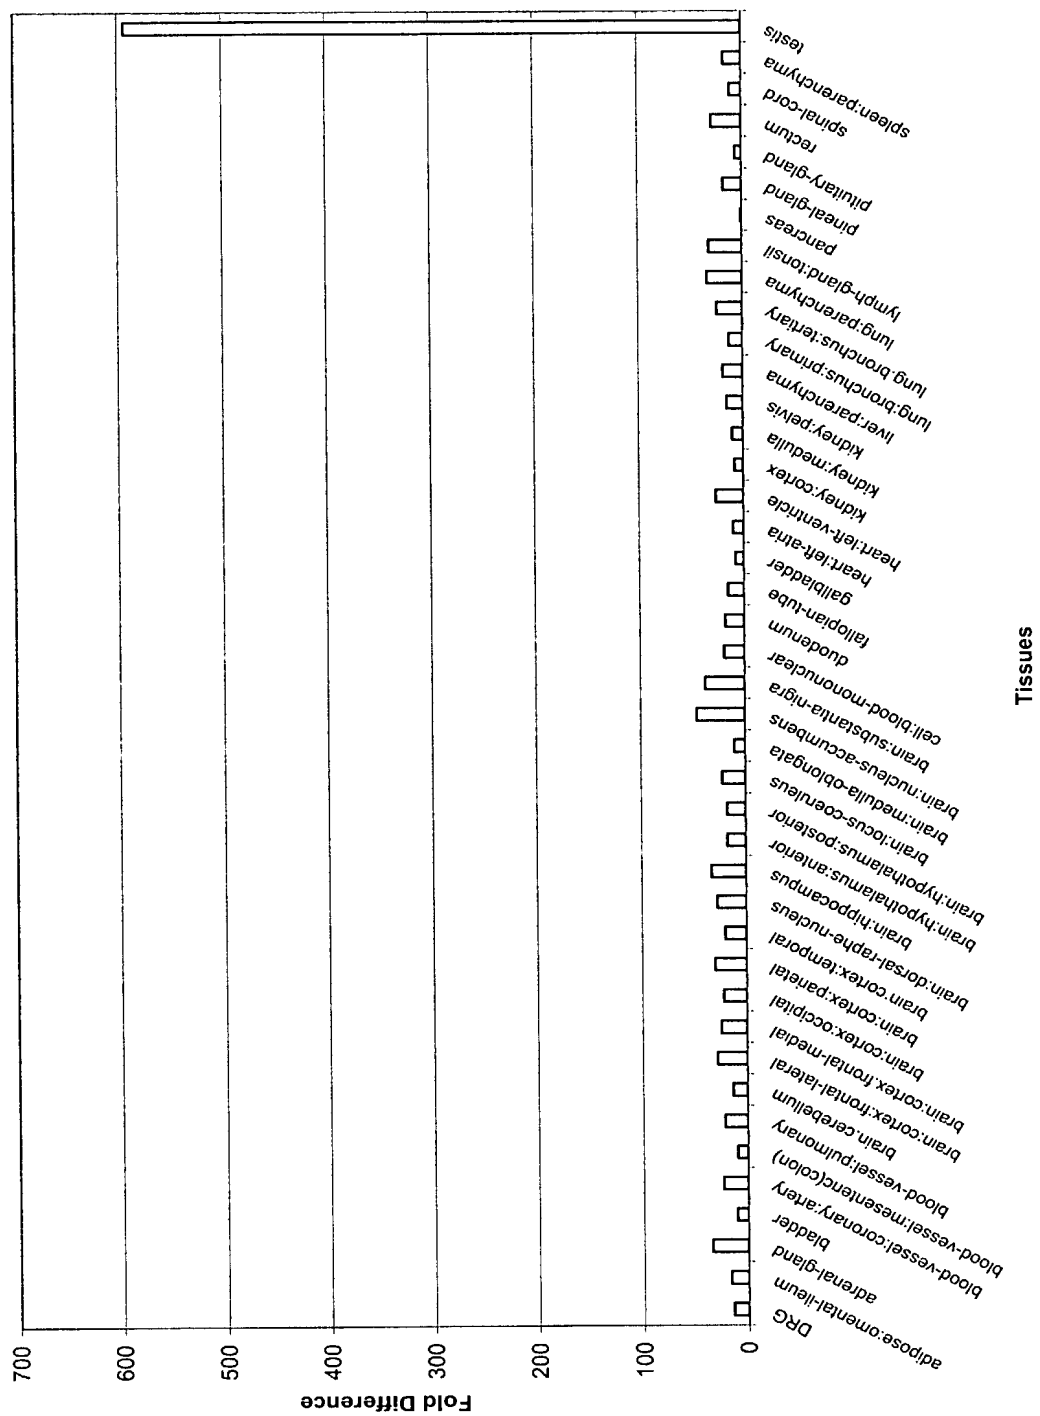 Fold Difference
700
600
500
400
300
200
100
0
DRG
adipose:omental-ileum
adrenal-gland
bladder
blood-vessel:coronary:artery
blood-vessel:mesenteric(colon)
blood-vessel:pulmonary
brain.cerebellum
brain:cortex:frontal-lateral
brain:cortex.frontal-medial
brain:cortex:occipital
brain:cortex:parietal
brain.cortex:temporal
brain:dorsal-raphe-nucleus
brain:hippocampus
brain:hypothalamus:anterior
brain:hypothalamus:posterior
brain:locus-coeruleus
brain:medulla-oblongata
brain:nucleus-accumbens
brain:substantia-nigra
cell:blood-mononuclear
duodenum
fallopian-tube
gallbladder
heart:left-atria
heart:left-ventricle
kidney:cortex
kidney:medulla
kidney:pelvis
liver:parenchyma
lung:bronchus:primary
lung.bronchus:tertiary
lung:parenchyma
lymph-gland:tonsil
pancreas
pineal-gland
pituitary-gland
rectum
spinal-cord
spleen:parenchyma
testis
Tissues